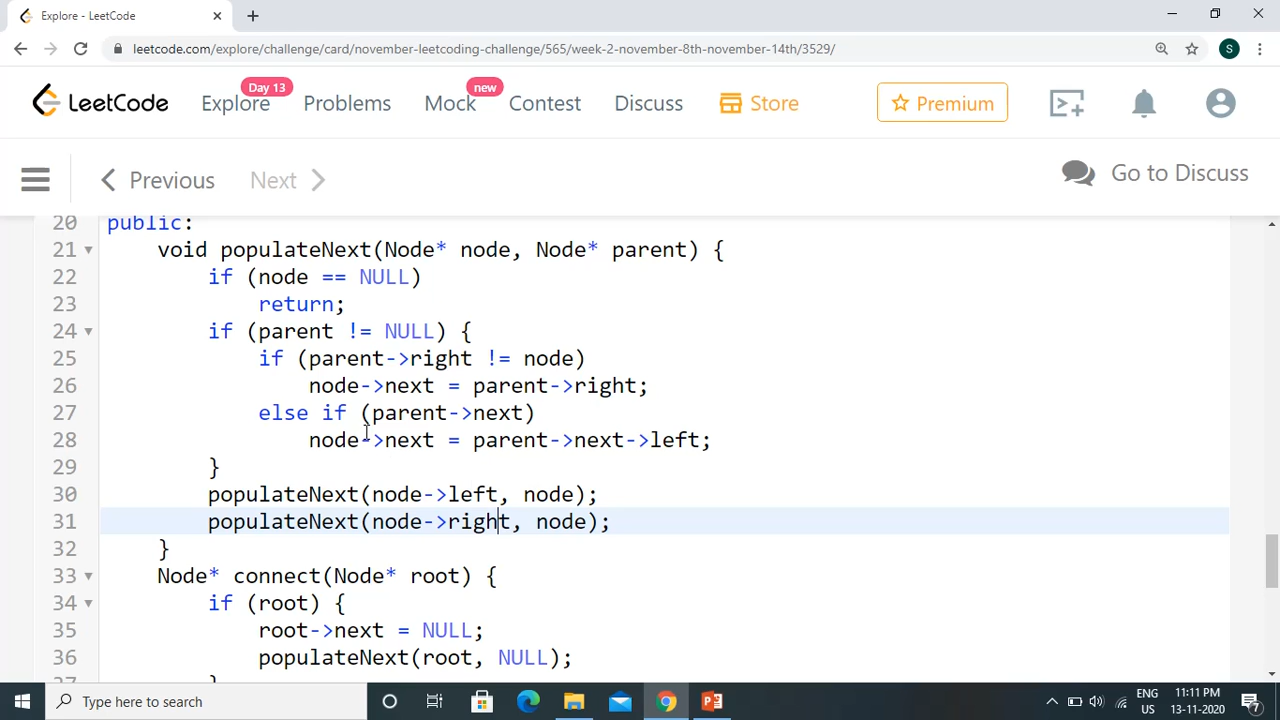 Explore - LeetCode
leetcode.com/explore/challenge/card/november-leetcoding-challenge/565/week-2-november-8th-november-14th/3529/
S
LeetCode
Explore
Day 13
Problems
Mock
new
Contest
Discuss
Store
Premium
Previous
Next
Go to Discuss
20 public:
21 void populateNext(Node* node, Node* parent) {
22 if (node == NULL)
23 return;
24 if (parent != NULL) {
25 if (parent->right != node)
26 node->next = parent->right;
27 else if (parent->next)
28 node->next = parent->next->left;
29 }
30 populateNext(node->left, node);
31 populateNext(node->right, node);
32 }
33 Node* connect(Node* root) {
34 if (root) {
35 root->next = NULL;
36 populateNext(root, NULL);
Type here to search
ENG
US
11:11 PM
13-11-2020
7